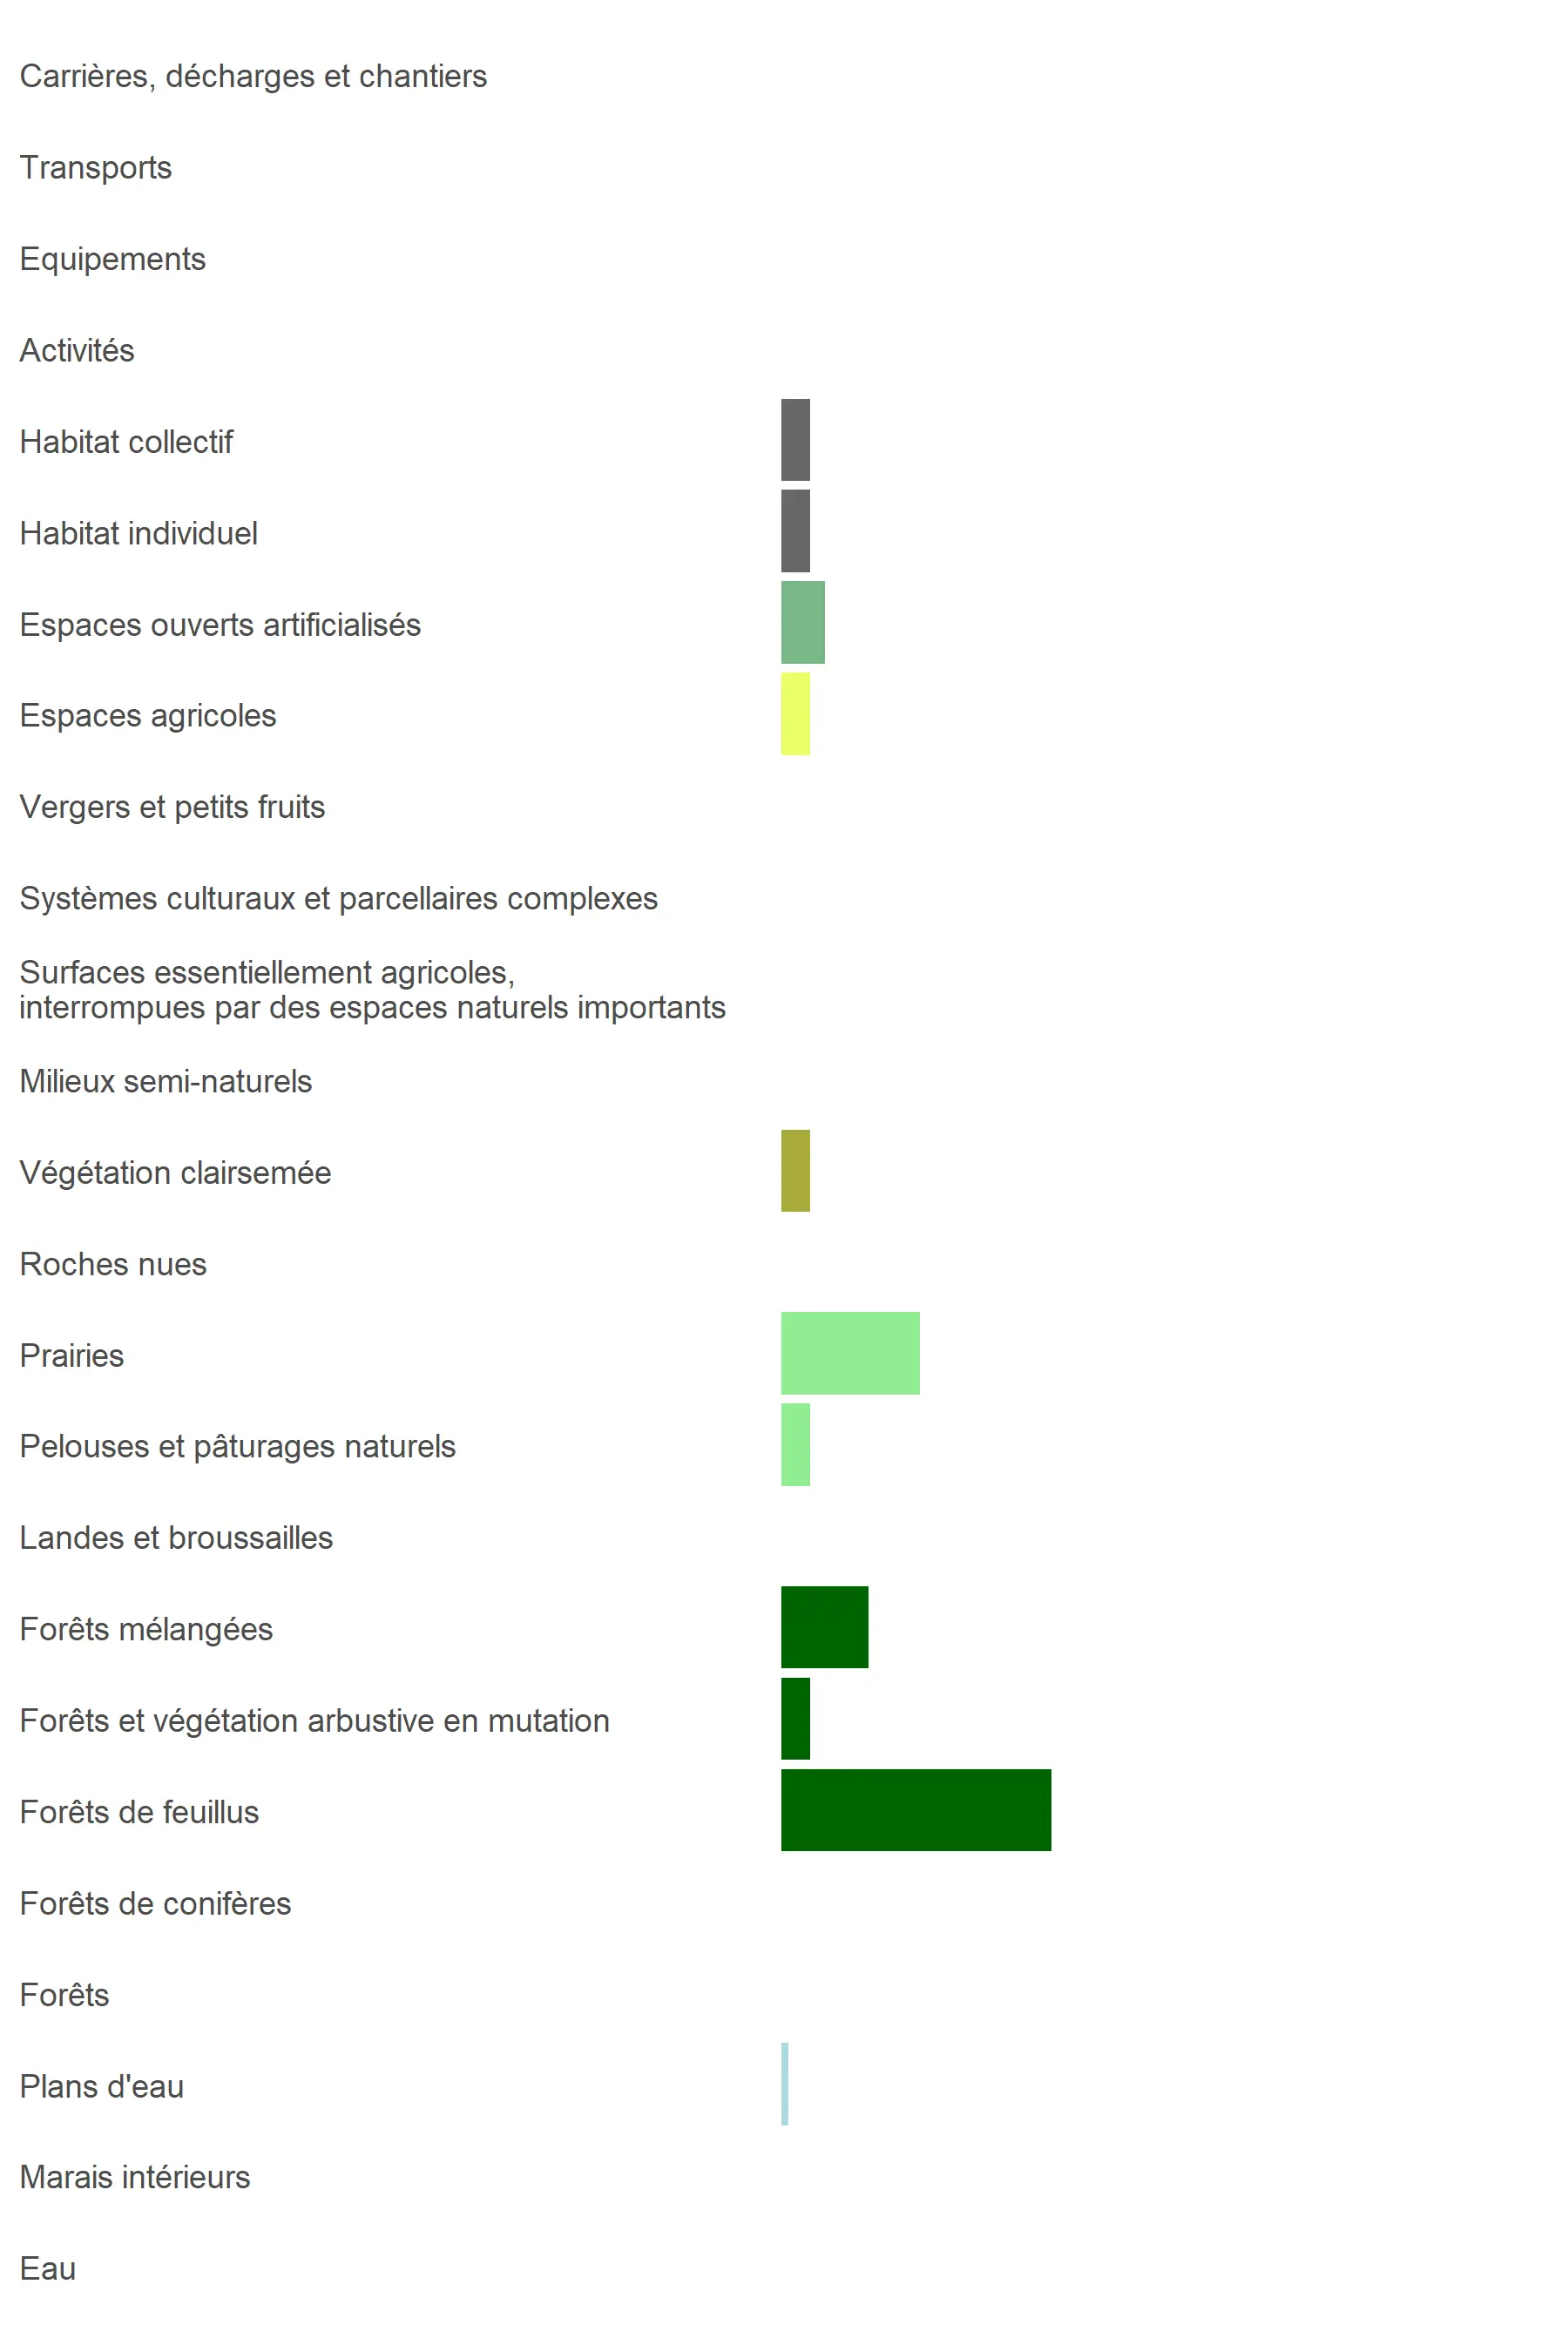 Carrières, décharges et chantiers
Transports
Equipements
Activités
Habitat collectif
Habitat individuel
Espaces ouverts artificialisés
Espaces agricoles
Vergers et petits fruits
Systèmes culturaux et parcellaires complexes
Surfaces essentiellement agricoles,
interrompues par des espaces naturels importants
Milieux semi-naturels
Végétation clairsemée
Roches nues
Prairies
Pelouses et pâturages naturels
Landes et broussailles
Forêts mélangées
Forêts et végétation arbustive en mutation
Forêts de feuillus
Forêts de conifères
Forêts
Plans d'eau
Marais intérieurs
Eau